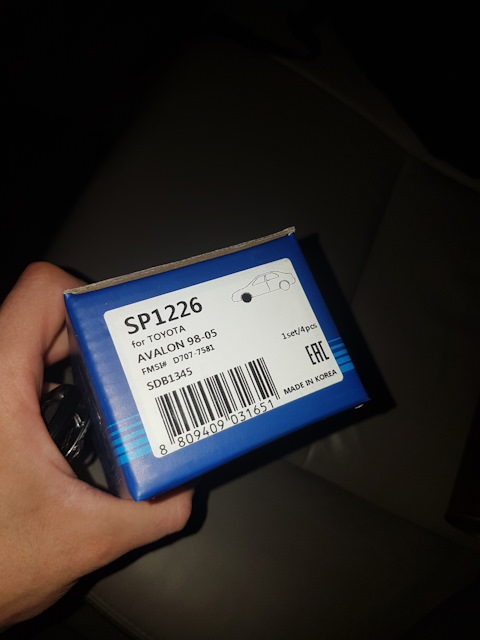 SP1226
for TOYOTA
AVALON 98-05
FMSI# D707-7581
SDB1345
1set/4pcs
EAC
MADE IN KOREA
8 809409 031651